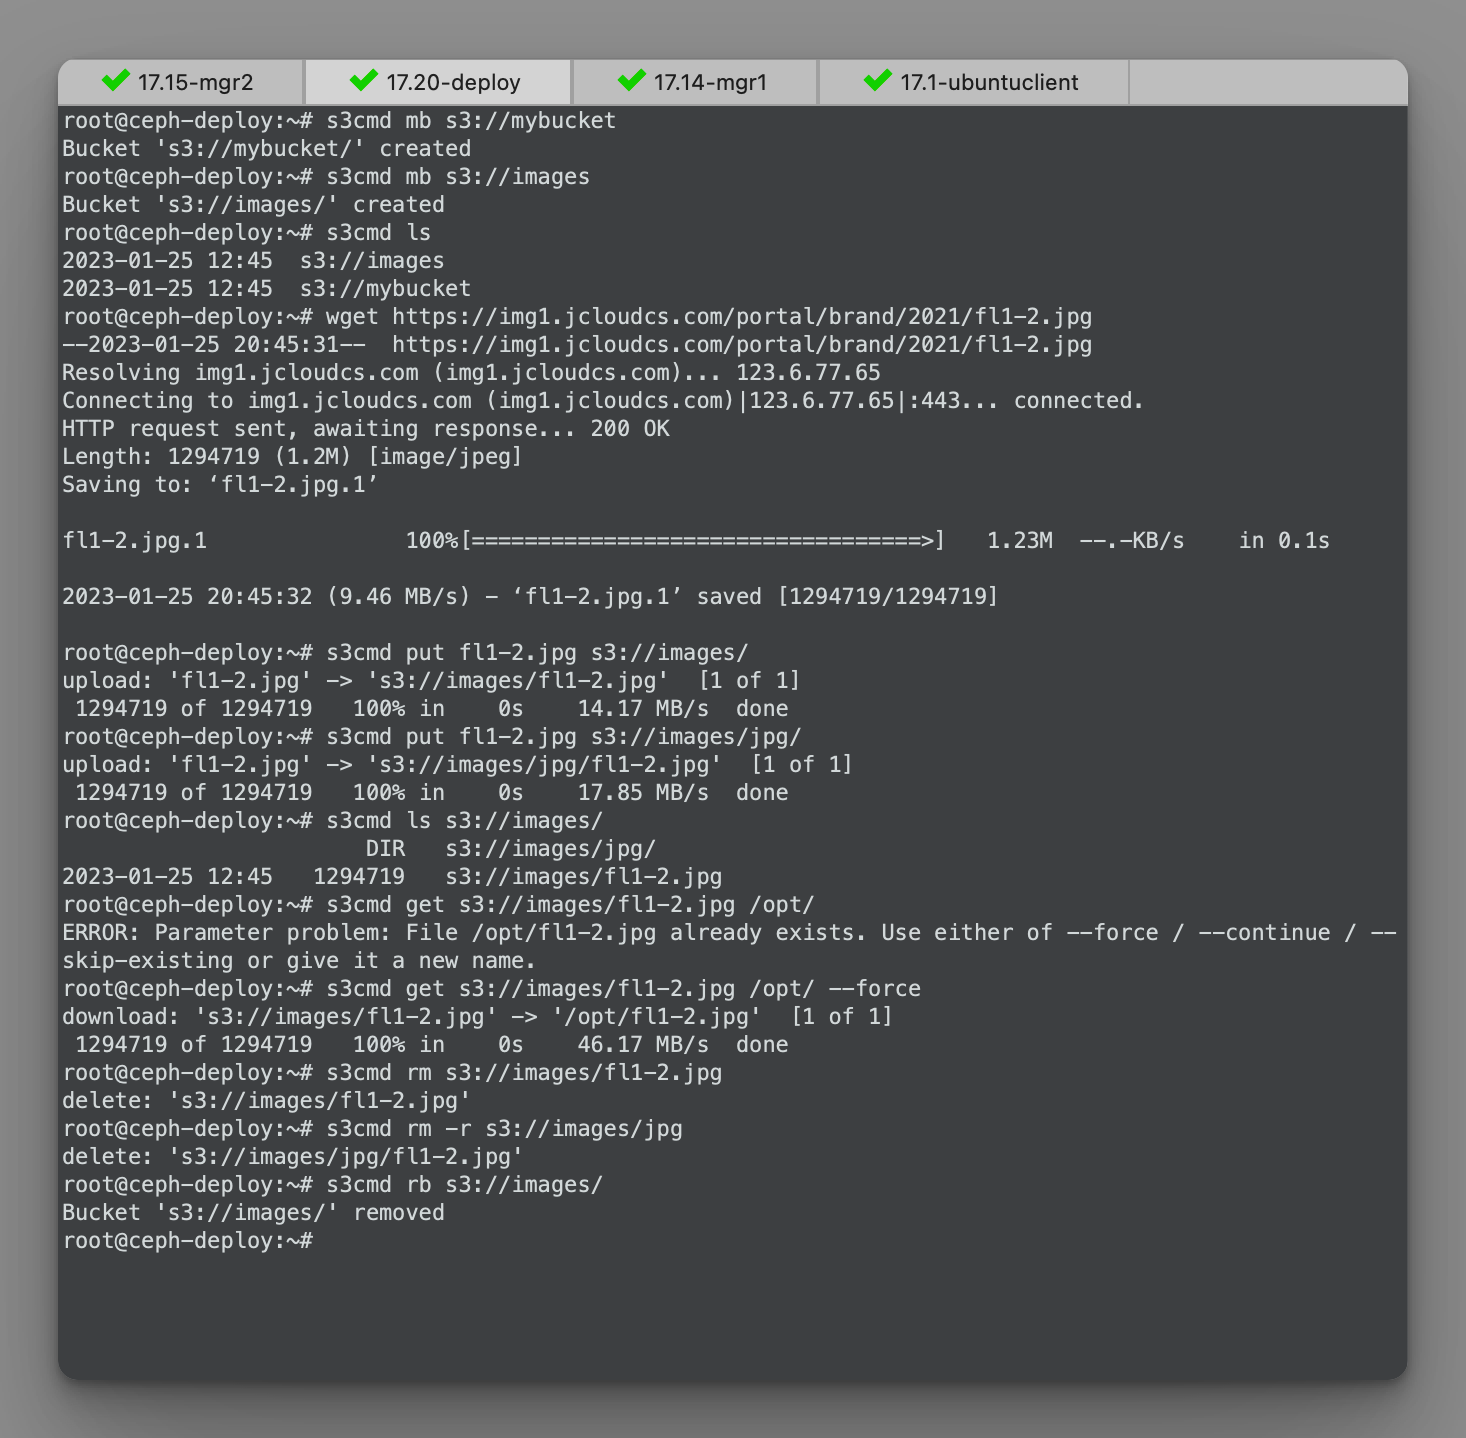 17.15-mgr2 17.20-deploy 17.14-mgr1 17.1-ubuntuclient
root@ceph-deploy:~# s3cmd mb s3://mybucket
Bucket 's3://mybucket/' created
root@ceph-deploy:~# s3cmd mb s3://images
Bucket 's3://images/' created
root@ceph-deploy:~# s3cmd ls
2023-01-25 12:45  s3://images
2023-01-25 12:45  s3://mybucket
root@ceph-deploy:~# wget https://img1.jcloudcs.com/portal/brand/2021/fl1-2.jpg
--2023-01-25 20:45:31--  https://img1.jcloudcs.com/portal/brand/2021/fl1-2.jpg
Resolving img1.jcloudcs.com (img1.jcloudcs.com)... 123.6.77.65
Connecting to img1.jcloudcs.com (img1.jcloudcs.com)|123.6.77.65|:443... connected.
HTTP request sent, awaiting response... 200 OK
Length: 1294719 (1.2M) [image/jpeg]
Saving to: ‘fl1-2.jpg.1’
fl1-2.jpg.1               100%[==================================>]   1.23M  --.-KB/s    in 0.1s
2023-01-25 20:45:32 (9.46 MB/s) - ‘fl1-2.jpg.1’ saved [1294719/1294719]
root@ceph-deploy:~# s3cmd put fl1-2.jpg s3://images/
upload: 'fl1-2.jpg' -> 's3://images/fl1-2.jpg'  [1 of 1]
 1294719 of 1294719   100% in    0s    14.17 MB/s  done
root@ceph-deploy:~# s3cmd put fl1-2.jpg s3://images/jpg/
upload: 'fl1-2.jpg' -> 's3://images/jpg/fl1-2.jpg'  [1 of 1]
 1294719 of 1294719   100% in    0s    17.85 MB/s  done
root@ceph-deploy:~# s3cmd ls s3://images/
                       DIR   s3://images/jpg/
2023-01-25 12:45   1294719   s3://images/fl1-2.jpg
root@ceph-deploy:~# s3cmd get s3://images/fl1-2.jpg /opt/
ERROR: Parameter problem: File /opt/fl1-2.jpg already exists. Use either of --force / --continue / --
skip-existing or give it a new name.
root@ceph-deploy:~# s3cmd get s3://images/fl1-2.jpg /opt/ --force
download: 's3://images/fl1-2.jpg' -> '/opt/fl1-2.jpg'  [1 of 1]
 1294719 of 1294719   100% in    0s    46.17 MB/s  done
root@ceph-deploy:~# s3cmd rm s3://images/fl1-2.jpg
delete: 's3://images/fl1-2.jpg'
root@ceph-deploy:~# s3cmd rm -r s3://images/jpg
delete: 's3://images/jpg/fl1-2.jpg'
root@ceph-deploy:~# s3cmd rb s3://images/
Bucket 's3://images/' removed
root@ceph-deploy:~#